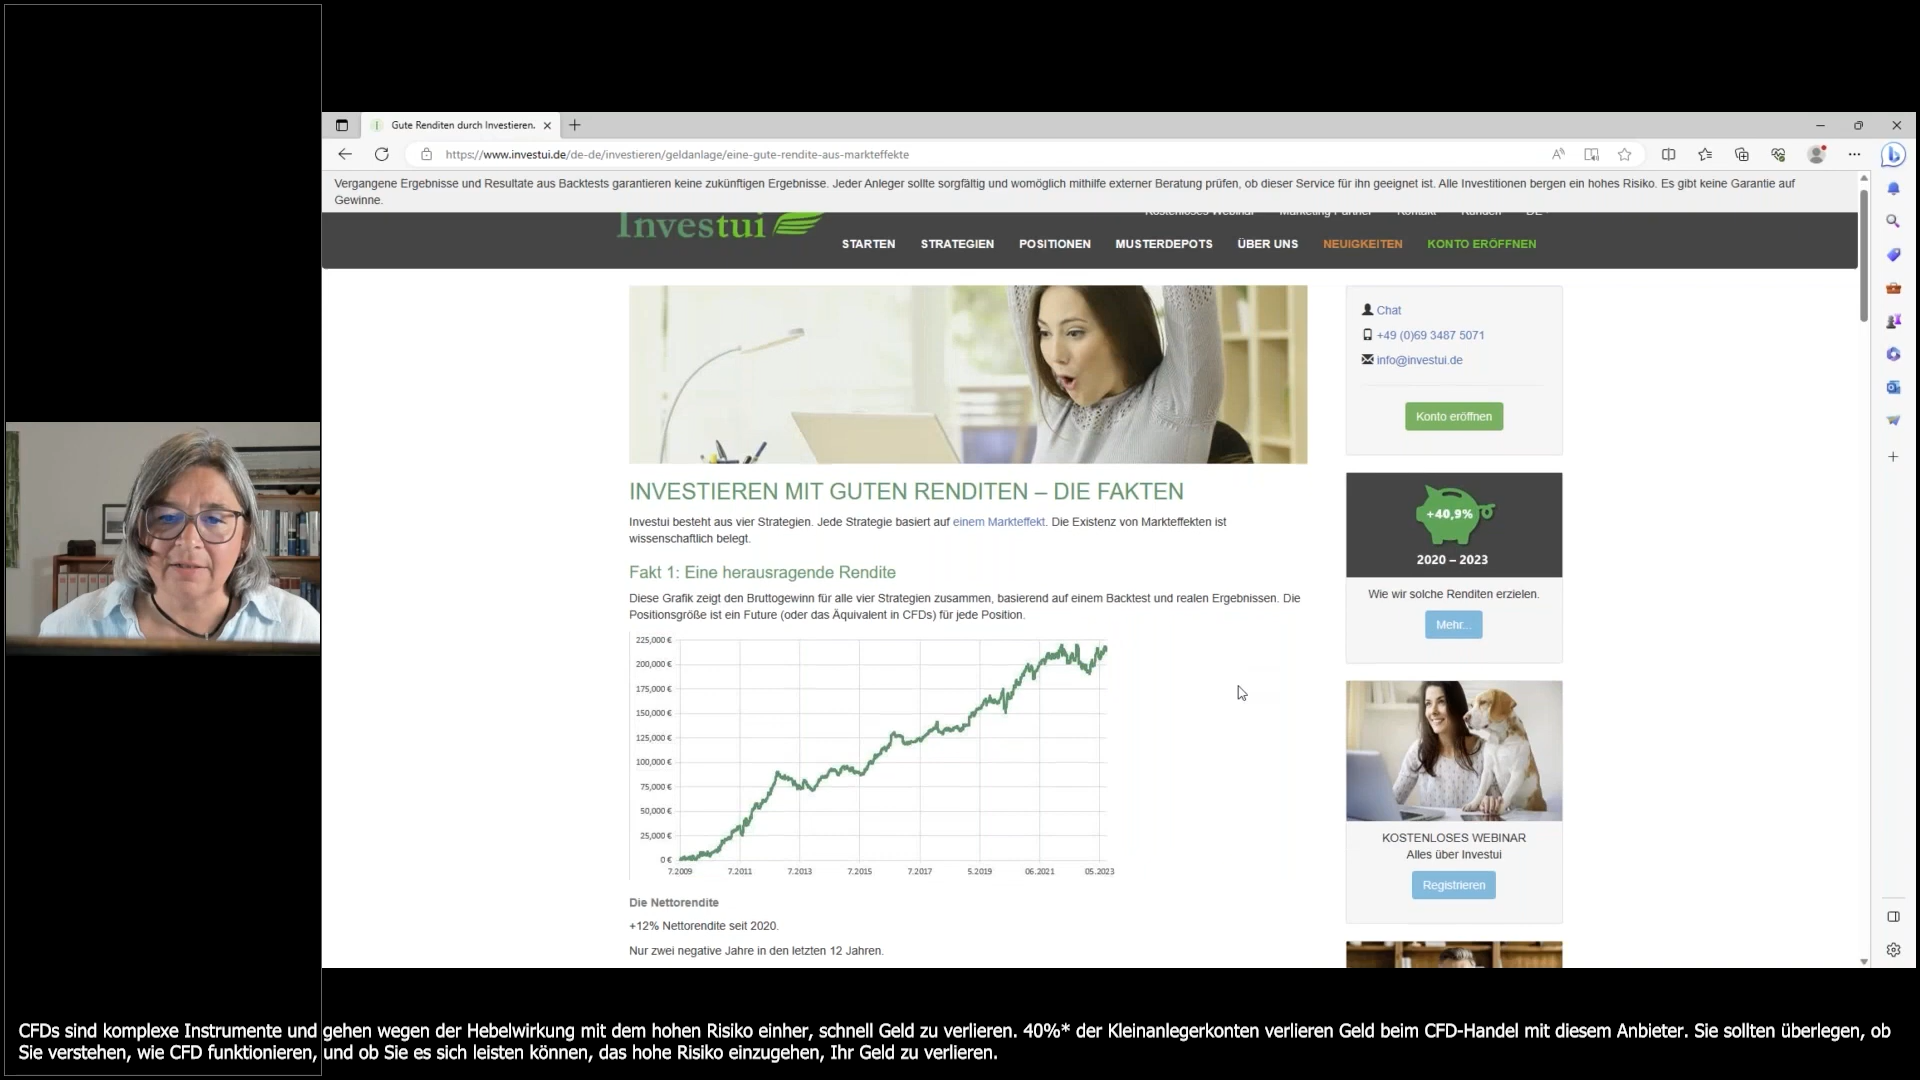 Gute Renditen durch Investieren.
https://www.investui.de/de-de/investieren/geldanlage/eine-gute-rendite-aus-markteffekte
Vergangene Ergebnisse und Resultate aus Backtests garantieren keine zukünftigen Ergebnisse. Jeder Anleger sollte sorgfältig und womöglich mithilfe externer Beratung prüfen, ob dieser Service für ihn geeignet ist. Alle Investitionen bergen ein hohes Risiko. Es gibt keine Garantie auf
Gewinne.
Kostenloses Webinar Marketing Partner Kontakt Kunden DE
Investui
STARTEN STRATEGIEN POSITIONEN MUSTERDEPOTS ÜBER UNS NEUIGKEITEN KONTO ERÖFFNEN
INVESTIEREN MIT GUTEN RENDITEN – DIE FAKTEN
Investui besteht aus vier Strategien. Jede Strategie basiert auf einem Markteffekt. Die Existenz von Markteffekten ist
wissenschaftlich belegt.
Fakt 1: Eine herausragende Rendite
Diese Grafik zeigt den Bruttogewinn für alle vier Strategien zusammen, basierend auf einem Backtest und realen Ergebnissen. Die
Positionsgröße ist ein Future (oder das Äquivalent in CFDs) für jede Position.
225,000 €
200,000 €
175,000 €
150,000 €
125,000 €
100,000 €
75,000 €
50,000 €
25,000 €
0 €
7.2009 7.2011 7.2013 7.2015 7.2017 5.2019 06.2021 05.2023
Die Nettorendite
+12% Nettorendite seit 2020.
Nur zwei negative Jahre in den letzten 12 Jahren.
Chat
+49 (0)69 3487 5071
info@investui.de
Konto eröffnen
+40,9%
2020 – 2023
Wie wir solche Renditen erzielen.
Mehr...
KOSTENLOSES WEBINAR
Alles über Investui
Registrieren
CFDs sind komplexe Instrumente und gehen wegen der Hebelwirkung mit dem hohen Risiko einher, schnell Geld zu verlieren. 40%* der Kleinanlegerkonten verlieren Geld beim CFD-Handel mit diesem Anbieter. Sie sollten überlegen, ob
Sie verstehen, wie CFD funktionieren, und ob Sie es sich leisten können, das hohe Risiko einzugehen, Ihr Geld zu verlieren.